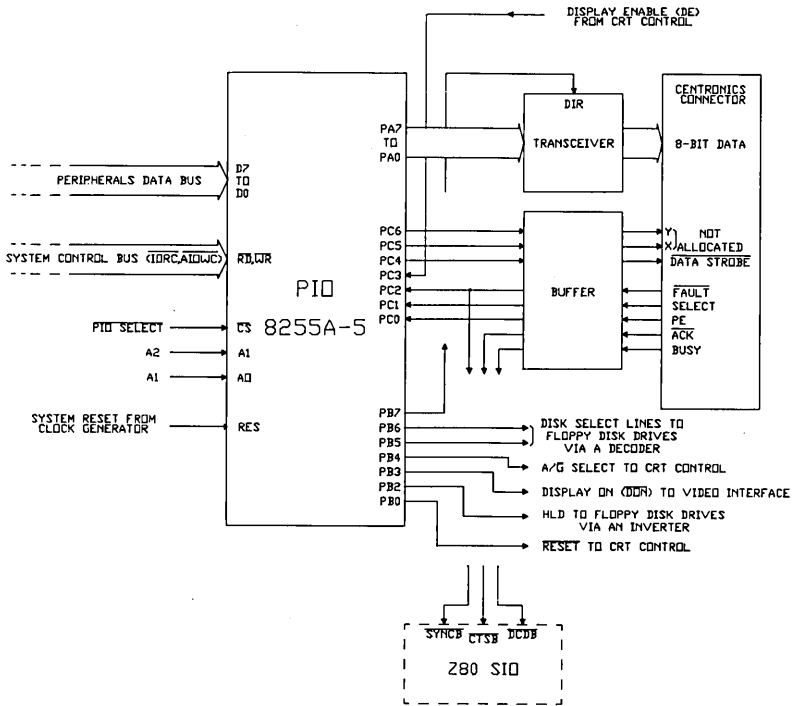 DISPLAY ENABLE (DE)
FROM CRT CONTROL
CENTRONICS
CONNECTOR
DIR
PA7
TO
PA0
TRANSCEIVER
8-BIT DATA
D7
TO
D0
PERIPHERALS DATA BUS
PC6
PC5
PC4
PC3
PC2
PC1
PC0
Y
X
NOT
ALLOCATED
DATA STROBE
SYSTEM CONTROL BUS (IORC,AIOWC)
RD,WR
PIO
8255A-5
BUFFER
FAULT
SELECT
PE
ACK
BUSY
PIO SELECT
CS
A2
A1
A1
A0
SYSTEM RESET FROM
CLOCK GENERATOR
RES
PB7
PB6
PB5
PB4
PB3
PB2
PB0
DISK SELECT LINES TO
FLOPPY DISK DRIVES
VIA A DECODER
A/G SELECT TO CRT CONTROL
DISPLAY ON (DON) TO VIDEO INTERFACE
HLD TO FLOPPY DISK DRIVES
VIA AN INVERTER
RESET TO CRT CONTROL
SYNCB
CTSB
DCDB
Z80 SIO